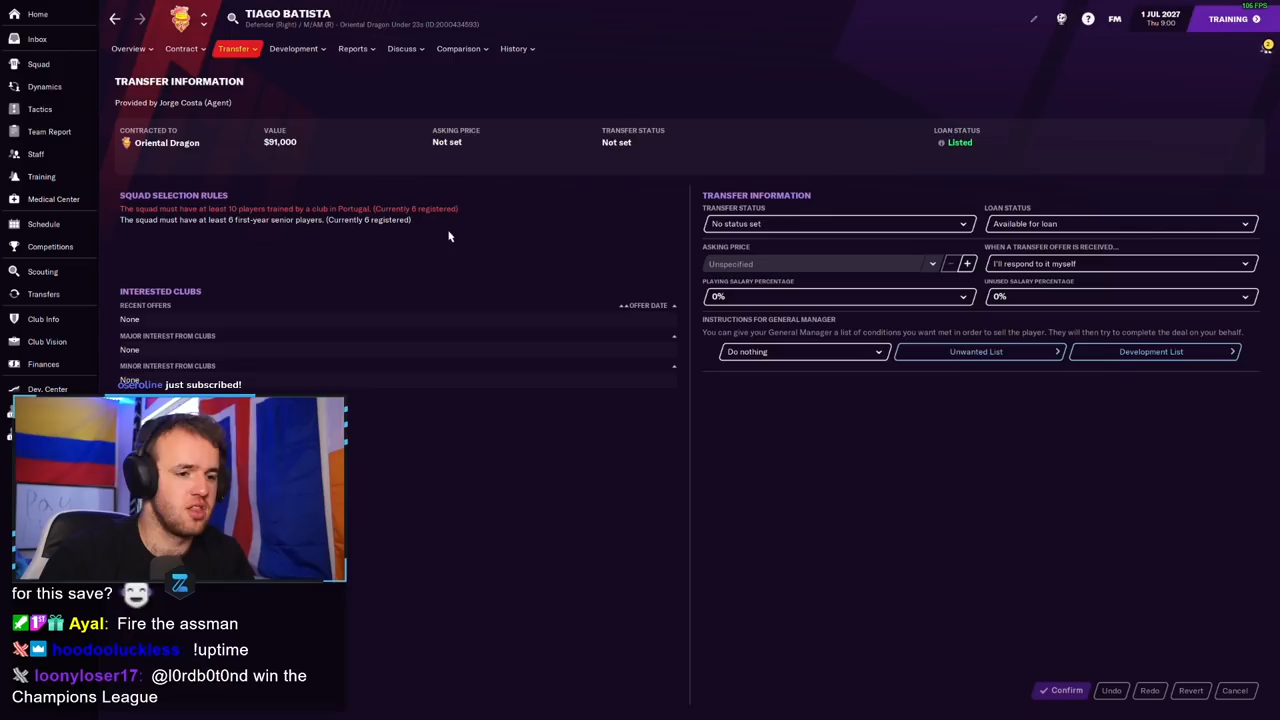 106 FPS
Home
TIAGO BATISTA
Defender (Right) / M/AM (R) - Oriental Dragon Under 23s (ID:2000434593)
FM
1 JUL 2027
Thu 9:00
TRAINING
Inbox
Overview
Contract
Transfer
Development
Reports
Discuss
Comparison
History
2
Squad
Dynamics
Tactics
Team Report
Staff
Training
Medical Center
Schedule
Competitions
Scouting
Transfers
Club Info
Club Vision
Finances
Dev. Center
TRANSFER INFORMATION
Provided by Jorge Costa (Agent)
CONTRACTED TO
VALUE
ASKING PRICE
TRANSFER STATUS
LOAN STATUS
Oriental Dragon
$91,000
Not set
Not set
Listed
SQUAD SELECTION RULES
The squad must have at least 10 players trained by a club in Portugal. (Currently 6 registered)
The squad must have at least 6 first-year senior players. (Currently 6 registered)
INTERESTED CLUBS
RECENT OFFERS
OFFER DATE
None
MAJOR INTEREST FROM CLUBS
None
MINOR INTEREST FROM CLUBS
None
TRANSFER INFORMATION
TRANSFER STATUS
LOAN STATUS
No status set
Available for loan
ASKING PRICE
WHEN A TRANSFER OFFER IS RECEIVED...
Unspecified
I'll respond to it myself
PLAYING SALARY PERCENTAGE
UNUSED SALARY PERCENTAGE
0%
0%
INSTRUCTIONS FOR GENERAL MANAGER
You can give your General Manager a list of conditions you want met in order to sell the player. They will then try to complete the deal on your behalf.
Do nothing
Unwanted List
Development List
oseroline just subscribed!
for this save?
Ayal: Fire the assman
hoodooluckless !uptime
loonyloser17: @l0rdb0t0nd win the
Champions League
Confirm
Undo
Redo
Revert
Cancel